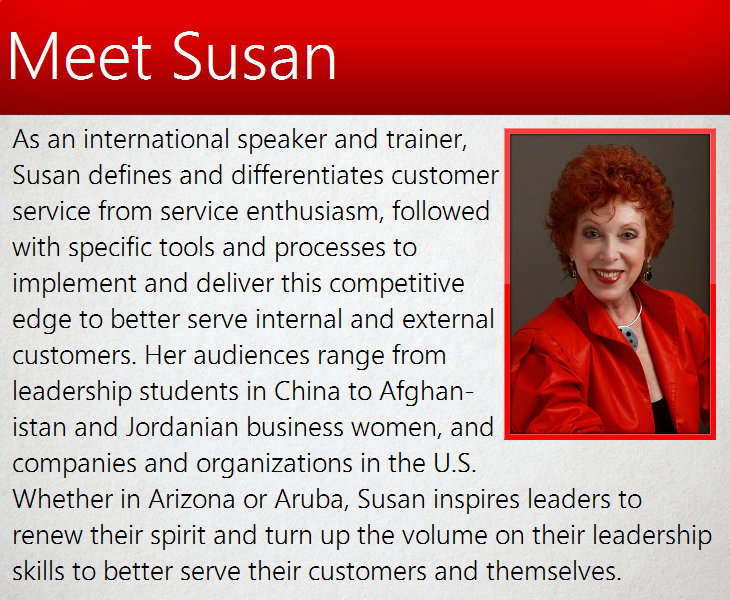 Meet Susan
As an international speaker and trainer,
Susan defines and differentiates customer
service from service enthusiasm, followed
with specific tools and processes to
implement and deliver this competitive
edge to better serve internal and external
customers. Her audiences range from
leadership students in China to Afghan-
istan and Jordanian business women, and
companies and organizations in the U.S.
Whether in Arizona or Aruba, Susan inspires leaders to
renew their spirit and turn up the volume on their leadership
skills to better serve their customers and themselves.